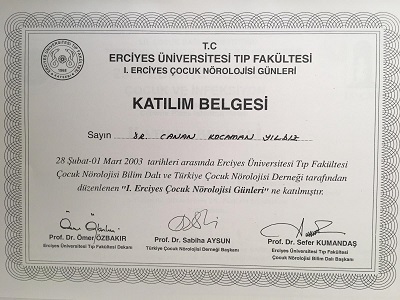 T.C
ERCİYES ÜNİVERSİTESİ TIP FAKÜLTESİ
I. ERCİYES ÇOCUK NÖROLOJİSİ GÜNLERİ
KATILIM BELGESİ
Sayın DR. CANAN KOCAMAN YILDIZ
28 Şubat-01 Mart 2003 tarihleri arasında Erciyes Üniversitesi Tıp Fakültesi
Çocuk Nörolojisi Bilim Dalı ve Türkiye Çocuk Nörolojisi Derneği tarafından
düzenlenen "I. Erciyes Çocuk Nörolojisi Günleri" ne katılmıştır.
Prof. Dr. Ömer ÖZBAKIR
Erciyes Üniversitesi Tıp Fakültesi Dekanı
Prof. Dr. Sabiha AYSUN
Türkiye Çocuk Nörolojisi Derneği Başkanı
Prof. Dr. Sefer KUMANDAŞ
Erciyes Üniversitesi Tıp Fakültesi
Çocuk Nörolojisi Bilim Dalı Başkanı